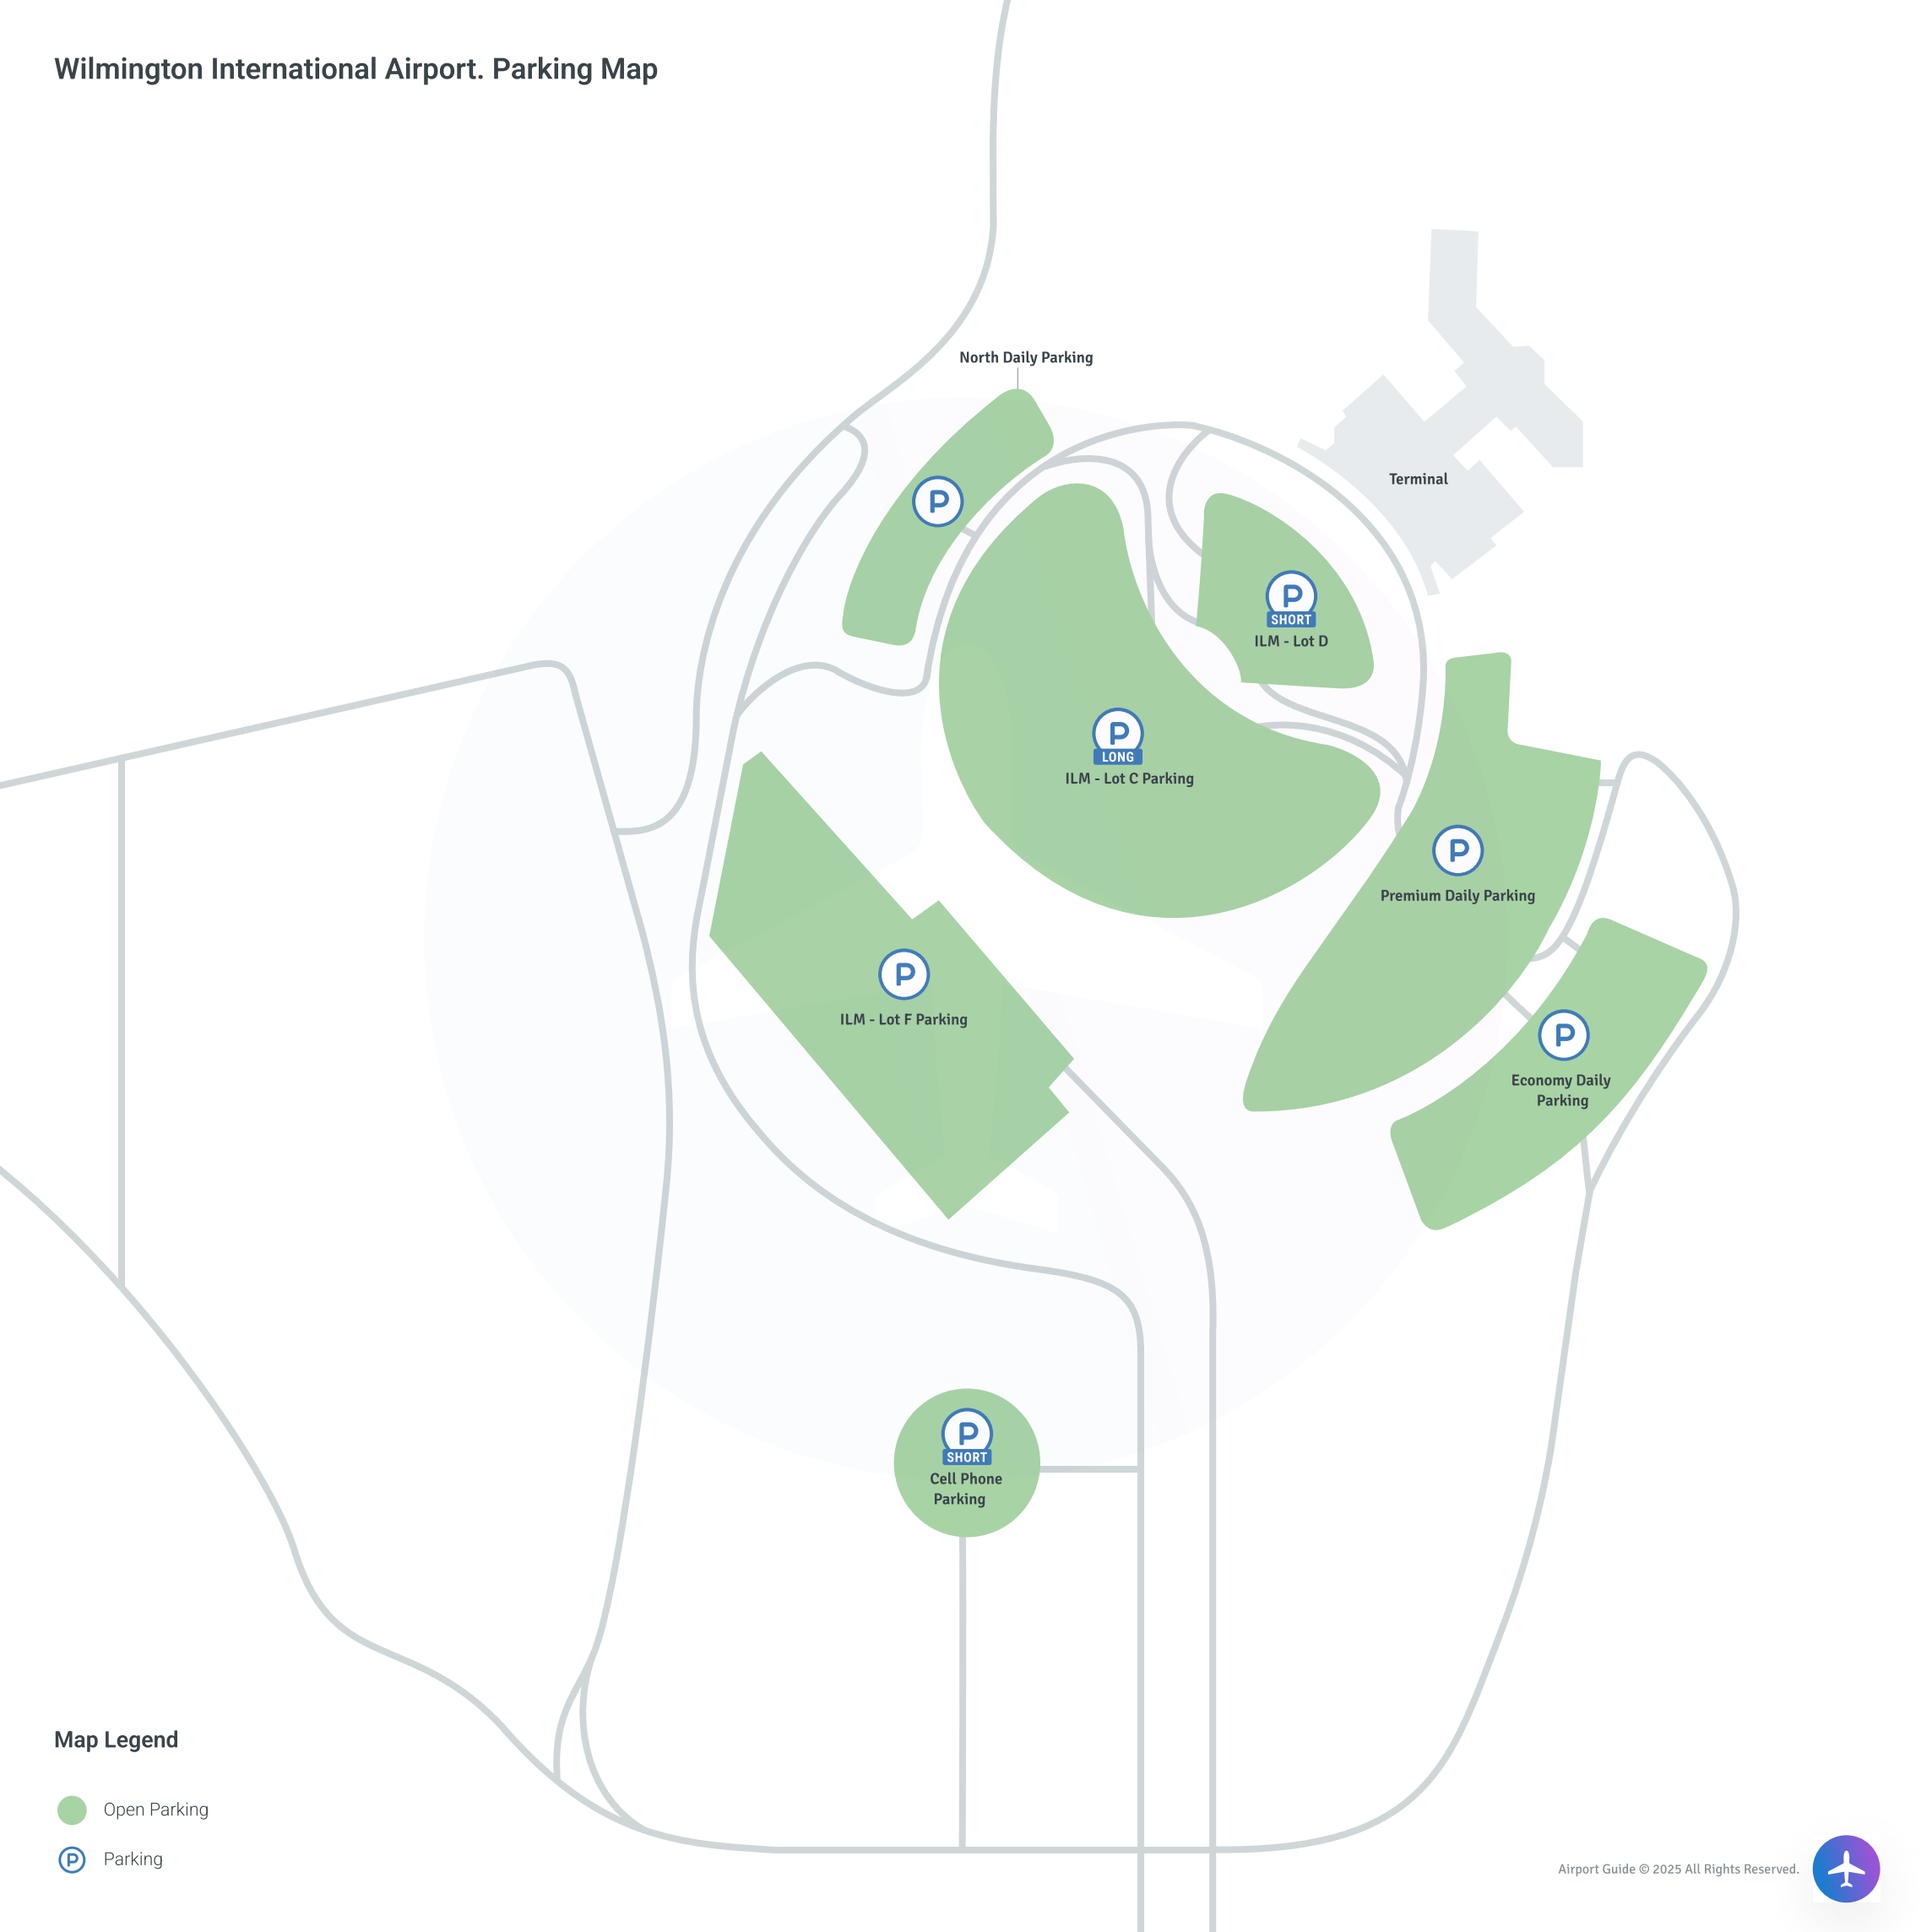 Wilmington International Airport. Parking Map
North Daily Parking
Terminal
P
P
SHORT
ILM - Lot D
P
LONG
ILM - Lot C Parking
P
Premium Daily Parking
P
ILM - Lot F Parking
P
Economy Daily
Parking
P
SHORT
Cell Phone
Parking
Map Legend
Open Parking
P
Parking
Airport Guide © 2025 All Rights Reserved.